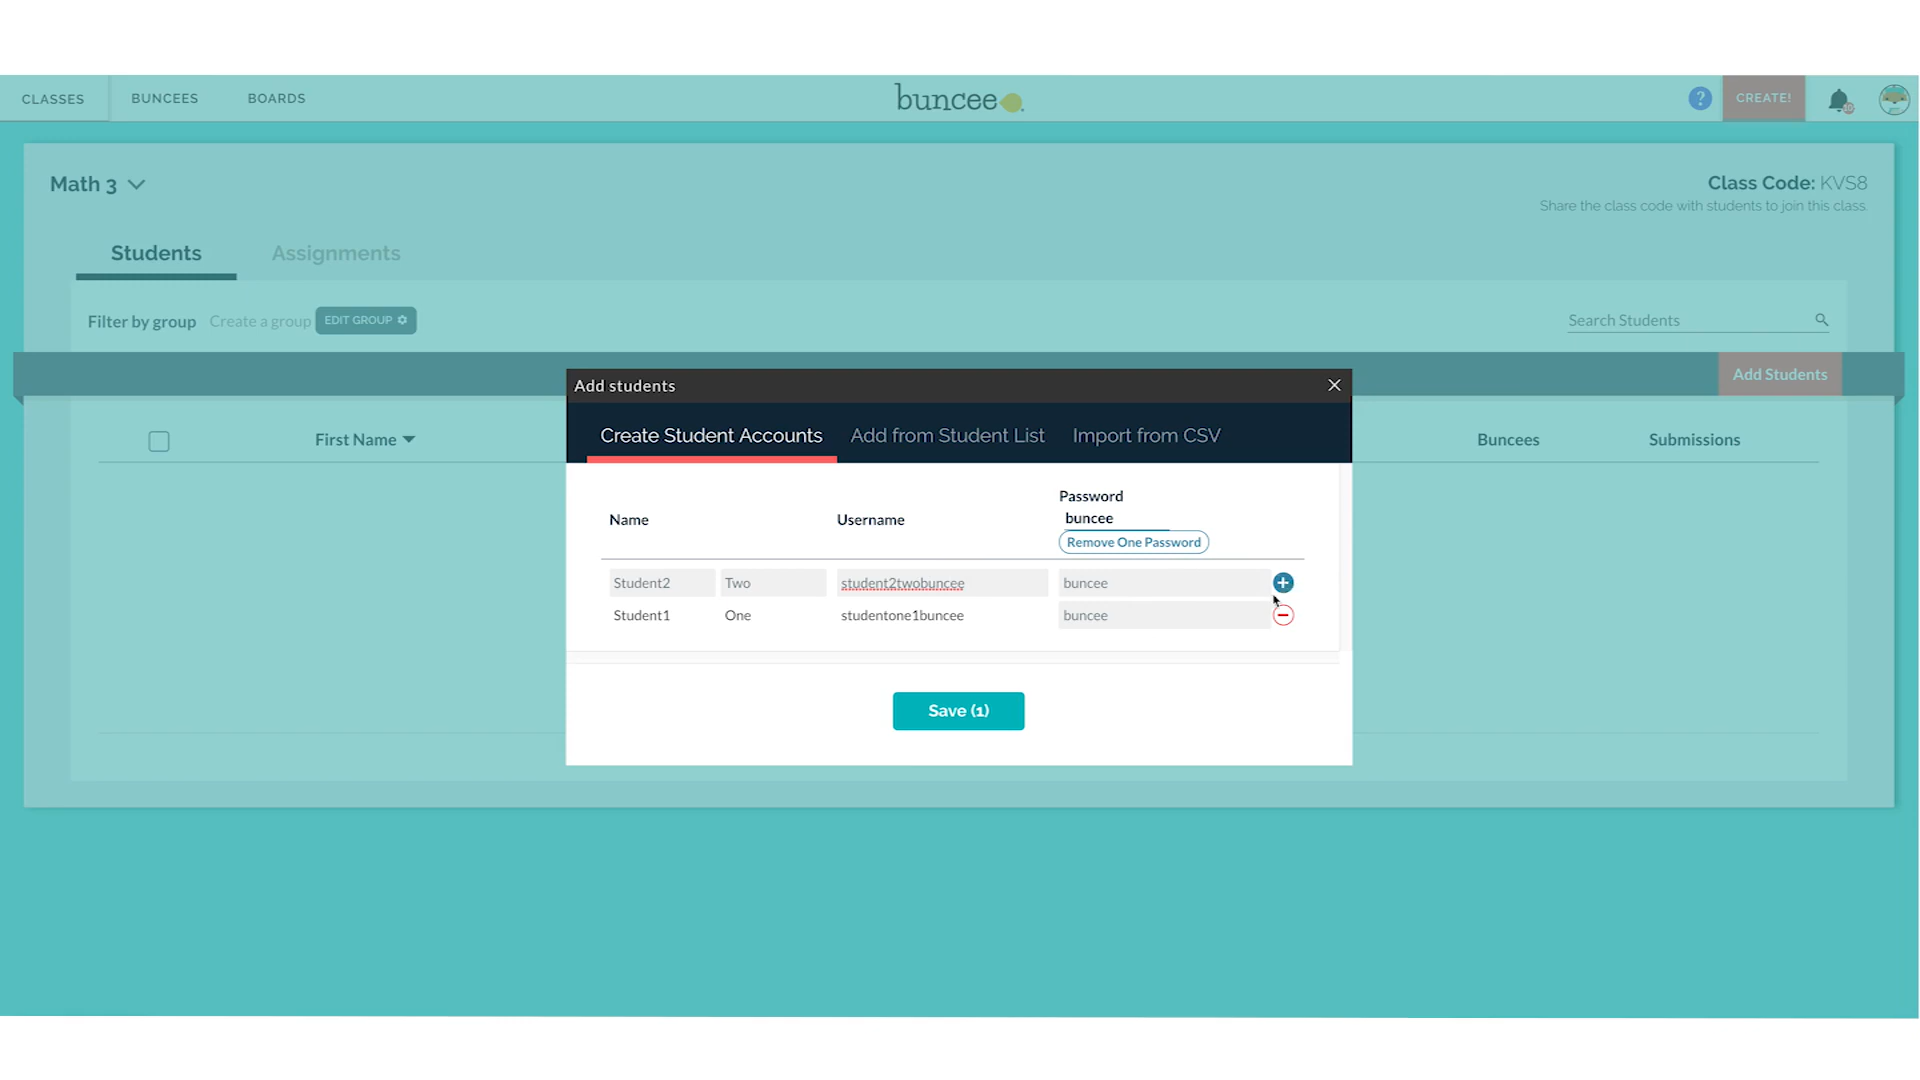 CLASSES BUNCEES BOARDS buncee ? CREATE!
Math 3 Class Code: KVS8
Share the class code with students to join this class.
Students Assignments
Filter by group Create a group EDIT GROUP Search Students
Add Students
Add students
Create Student Accounts Add from Student List Import from CSV
First Name Buncees Submissions
Password
Name Username buncee
Remove One Password
Student2 Two student2twobuncee buncee
Student1 One studentone1buncee buncee
Save (1)